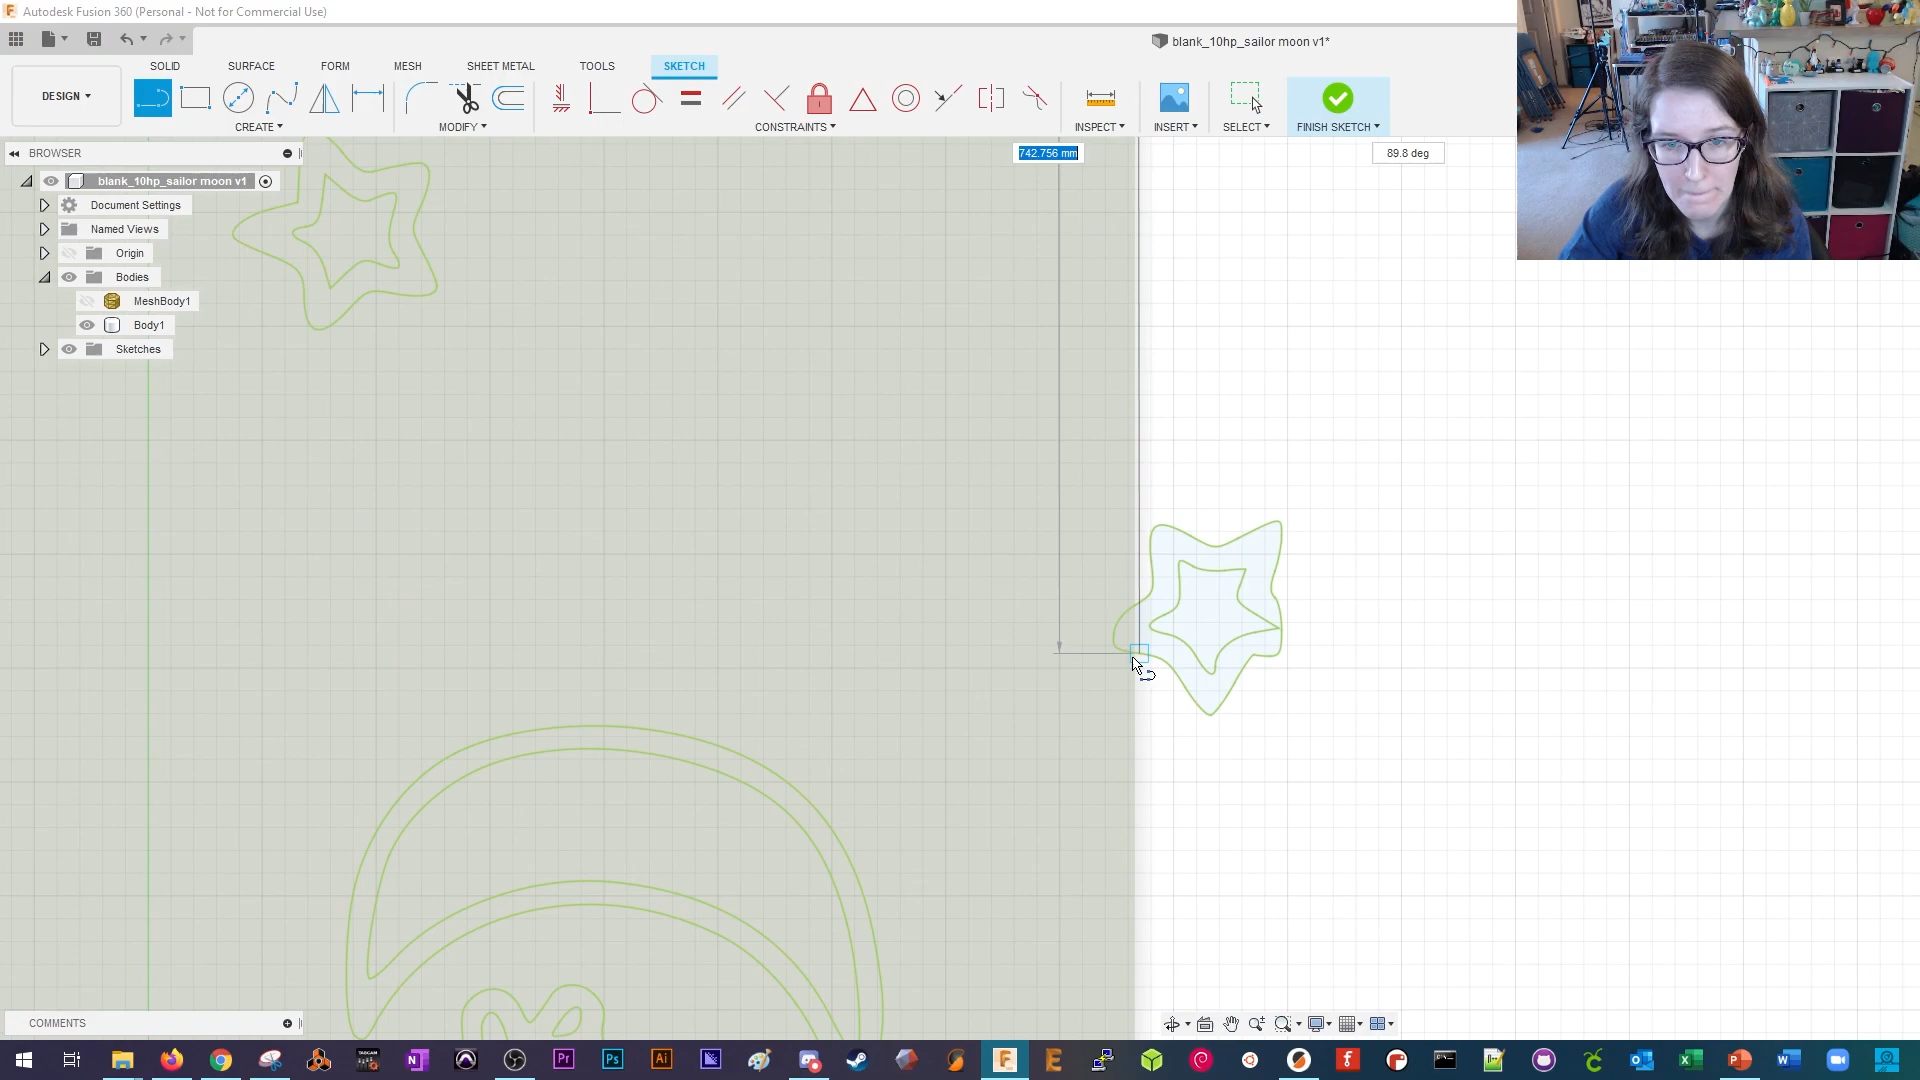 Autodesk Fusion 360 (Personal - Not for Commercial Use)
blank_10hp_sailor moon v1*
SOLID SURFACE FORM MESH SHEET METAL TOOLS SKETCH
DESIGN
CREATE MODIFY CONSTRAINTS INSPECT INSERT SELECT FINISH SKETCH
BROWSER
742.756 mm
89.8 deg
blank_10hp_sailor moon v1
Document Settings
Named Views
Origin
Bodies
MeshBody1
Body1
Sketches
COMMENTS